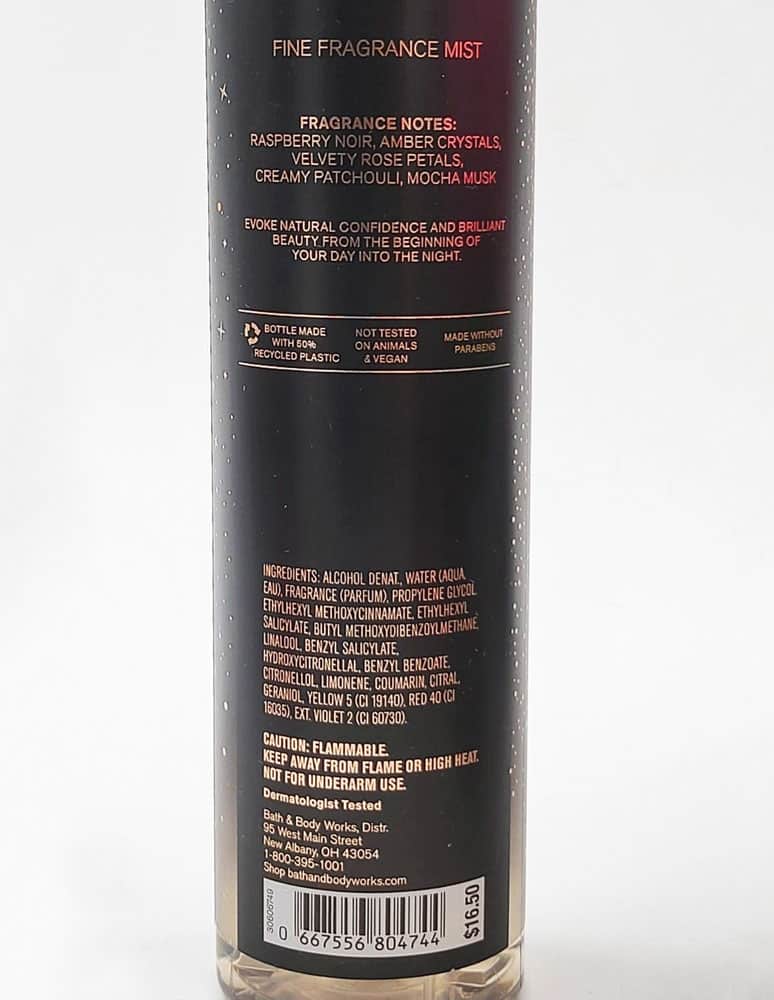 FINE FRAGRANCE MIST
FRAGRANCE NOTES:
RASPBERRY NOIR, AMBER CRYSTALS,
VELVETY ROSE PETALS,
CREAMY PATCHOULI, MOCHA MUSK
EVOKE NATURAL CONFIDENCE AND BRILLIANT
BEAUTY FROM THE BEGINNING OF
YOUR DAY INTO THE NIGHT.
BOTTLE MADE
WITH 50%
RECYCLED PLASTIC
NOT TESTED
ON ANIMALS
& VEGAN
MADE WITHOUT
PARABENS
INGREDIENTS: ALCOHOL DENAT., WATER (AQUA,
EAU), FRAGRANCE (PARFUM), PROPYLENE GLYCOL,
ETHYLHEXYL METHOXYCINNAMATE, ETHYLHEXYL
SALICYLATE, BUTYL METHOXYDIBENZOYLMETHANE,
LINALOOL, BENZYL SALICYLATE,
HYDROXYCITRONELLAL, BENZYL BENZOATE,
CITRONELLOL, LIMONENE, COUMARIN, CITRAL,
GERANIOL, YELLOW 5 (CI 19140), RED 40 (CI
16035), EXT. VIOLET 2 (CI 60730).
CAUTION: FLAMMABLE.
KEEP AWAY FROM FLAME OR HIGH HEAT.
NOT FOR UNDERARM USE.
Dermatologist Tested
Bath & Body Works, Distr.
95 West Main Street
New Albany, OH 43054
1-800-395-1001
Shop bathandbodyworks.com
30606749
0 667556 804744
$16.50